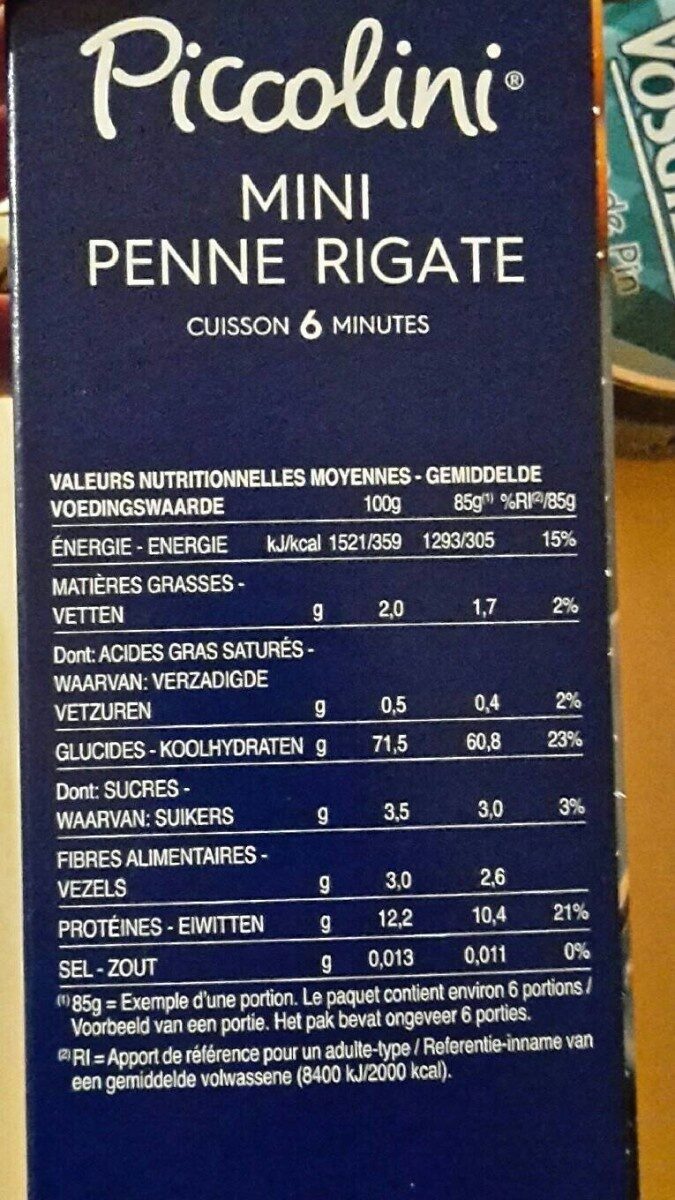 Piccolini®
MINI
PENNE RIGATE
CUISSON 6 MINUTES
VALEURS NUTRITIONNELLES MOYENNES - GEMIDDELDE
VOEDINGSWAARDE 100g 85g⁽¹⁾ %RI⁽²⁾/85g
ÉNERGIE - ENERGIE kJ/kcal 1521/359 1293/305 15%
MATIÈRES GRASSES -
VETTEN g 2,0 1,7 2%
Dont: ACIDES GRAS SATURÉS -
WAARVAN: VERZADIGDE
VETZUREN g 0,5 0,4 2%
GLUCIDES - KOOLHYDRATEN g 71,5 60,8 23%
Dont: SUCRES -
WAARVAN: SUIKERS g 3,5 3,0 3%
FIBRES ALIMENTAIRES -
VEZELS g 3,0 2,6
PROTÉINES - EIWITTEN g 12,2 10,4 21%
SEL - ZOUT g 0,013 0,011 0%
⁽¹⁾85g = Exemple d'une portion. Le paquet contient environ 6 portions /
Voorbeeld van een portie. Het pak bevat ongeveer 6 porties.
⁽²⁾RI = Apport de référence pour un adulte-type / Referentie-inname van
een gemiddelde volwassene (8400 kJ/2000 kcal).
de Pin